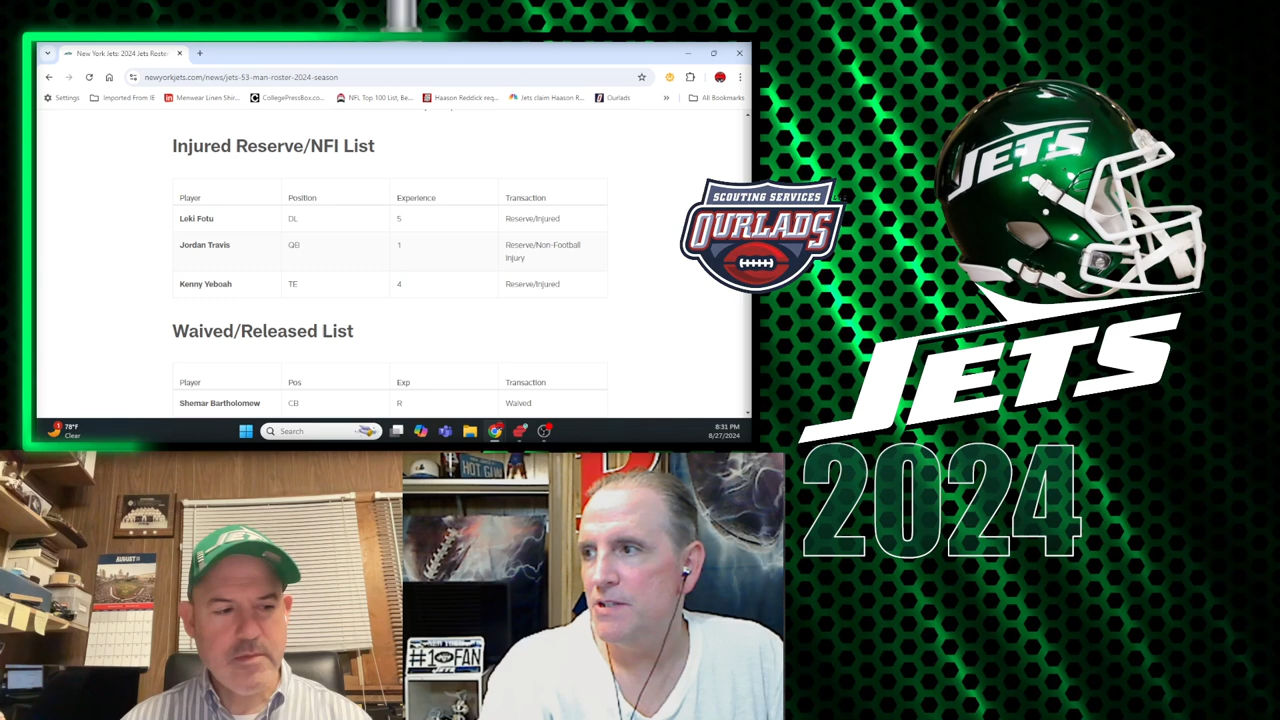 New York Jets: 2024 Jets Roste
newyorkjets.com/news/jets-53-man-roster-2024-season
Settings
Imported From IE
Menwear Linen Shir...
CollegePressBox.co...
NFL Top 100 List, Be...
Haason Reddick req...
Jets claim Haason R...
Ourlads
All Bookmarks
Injured Reserve/NFI List
Player Position Experience Transaction
Leki Fotu DL 5 Reserve/Injured
Jordan Travis QB 1 Reserve/Non-Football
Injury
Kenny Yeboah TE 4 Reserve/Injured
Waived/Released List
Player Pos Exp Transaction
Shemar Bartholomew CB R Waived
78°F
Clear
Search
8:31 PM
8/27/2024
SCOUTING SERVICES
OURLADS
JETS
JETS
2024
AUGUST
HOT
#1 FAN
JETS